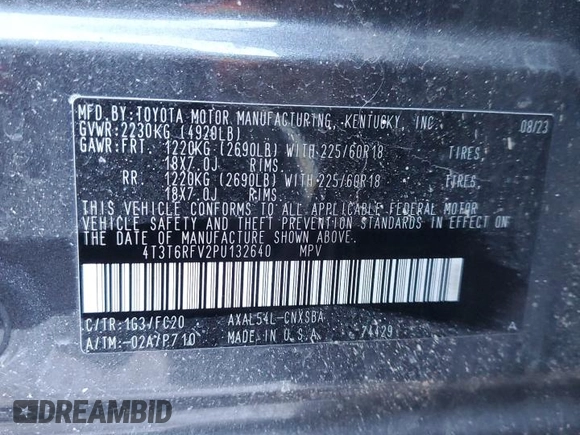 MFD.BY:TOYOTA MOTOR MANUFACTURING, KENTUCKY, INC. 08/23
GVWR:2230KG (4920LB)
GAWR:FRT. 1220KG (2690LB) WITH 225/60R18 TIRES,
18X7.0J RIMS,
RR. 1220KG (2690LB) WITH 225/60R18 TIRES,
18X7.0J RIMS.
THIS VEHICLE CONFORMS TO ALL APPLICABLE FEDERAL MOTOR
VEHICLE SAFETY AND THEFT PREVENTION STANDARDS IN EFFECT ON
THE DATE OF MANUFACTURE SHOWN ABOVE.
4T3T6RFV2PU132640 MPV
C/TR:1G3/FC20 AXAL54L-CNXSBA A
A/TM:-02A/P710 MADE IN U.S.A. 74429
DREAMBID